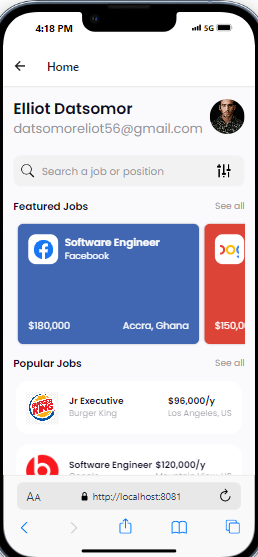 4:18 PM
5G
Home
Elliot Datsomor
datsomoreliot56@gmail.com
Search a job or position
Featured Jobs
See all
Software Engineer
Facebook
$180,000
Accra, Ghana
$150,0
Popular Jobs
See all
BURGER KING
Jr Executive
$96,000/y
Burger King
Los Angeles, US
Software Engineer
$120,000/y
AA
http://localhost:8081